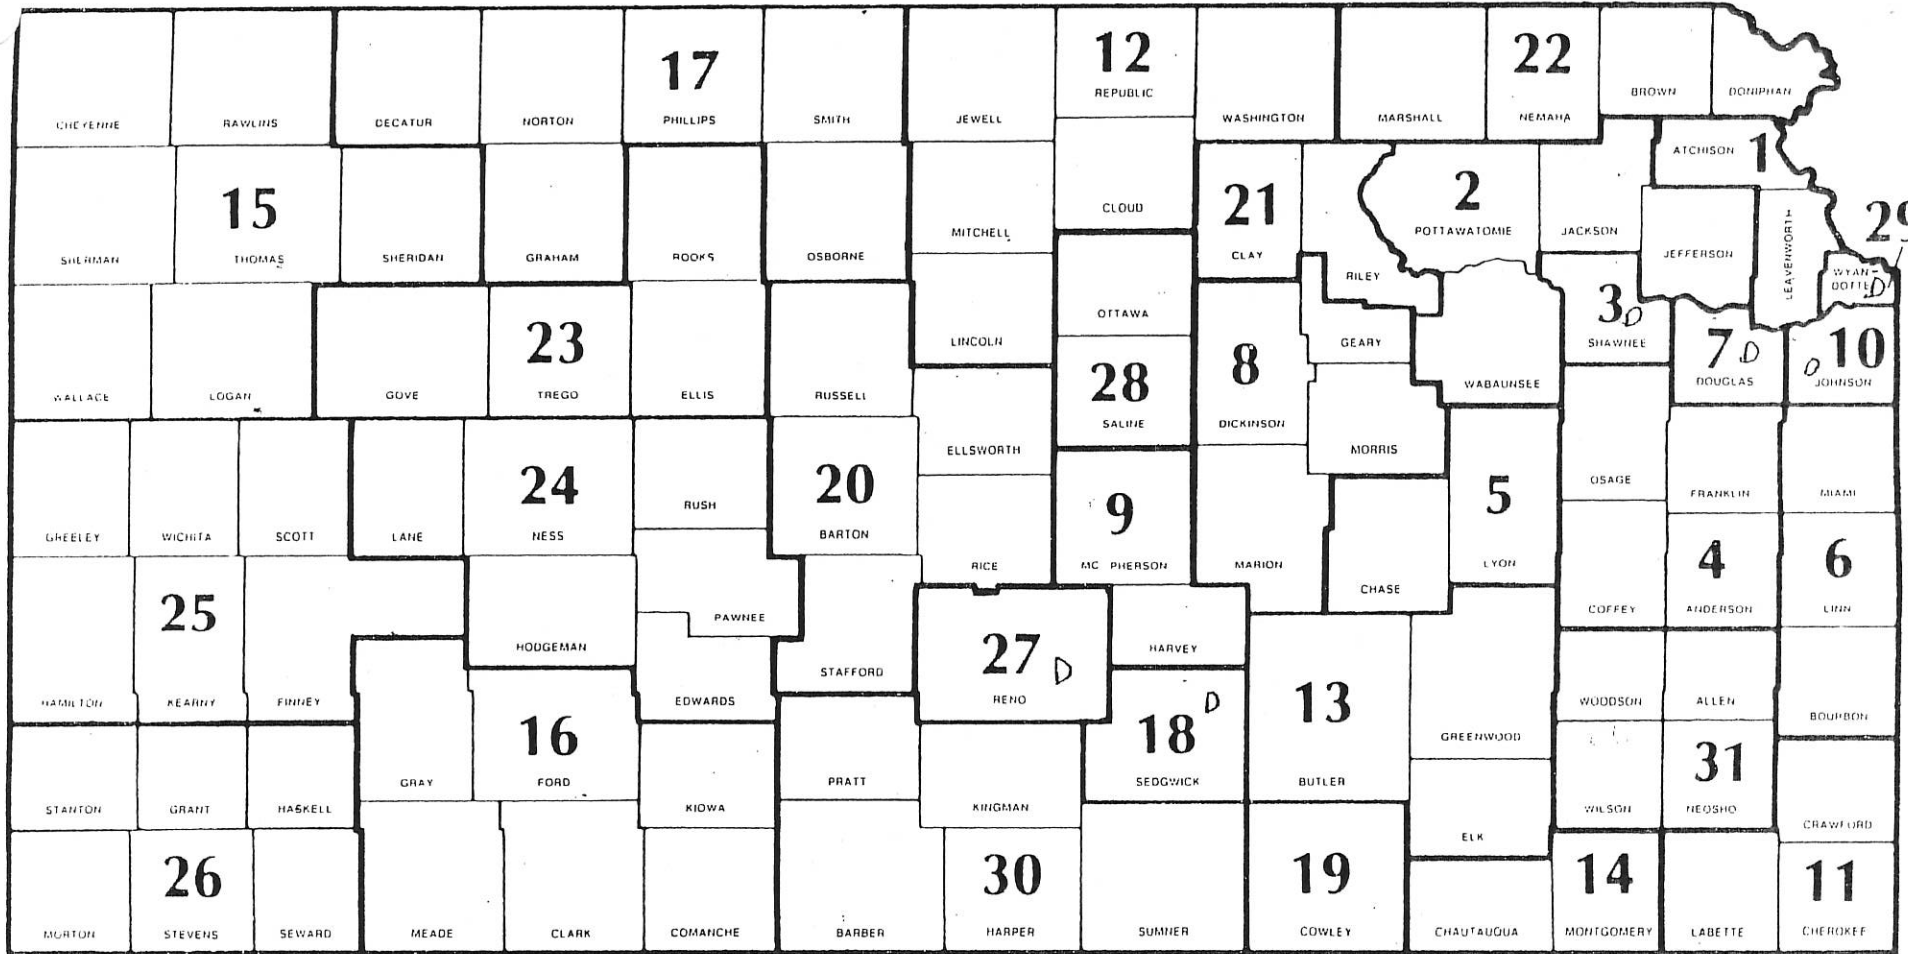 17
12
22
CHEYENNE
RAWLINS
DECATUR
NORTON
PHILLIPS
SMITH
JEWELL
REPUBLIC
WASHINGTON
MARSHALL
NEMAHA
BROWN
DONIPHAN
15
21
2
1
29
SHERMAN
THOMAS
SHERIDAN
GRAHAM
ROOKS
OSBORNE
MITCHELL
CLOUD
CLAY
RILEY
POTTAWATOMIE
JACKSON
ATCHISON
JEFFERSON
LEAVENWORTH
WYAN-
DOTTE D
23
28
8
3 D
7 D
D 10
WALLACE
LOGAN
GOVE
TREGO
ELLIS
RUSSELL
LINCOLN
OTTAWA
SALINE
DICKINSON
GEARY
WABAUNSEE
SHAWNEE
DOUGLAS
JOHNSON
24
20
9
5
4
6
GREELEY
WICHITA
SCOTT
LANE
NESS
RUSH
BARTON
ELLSWORTH
RICE
MC PHERSON
MARION
MORRIS
CHASE
LYON
OSAGE
FRANKLIN
MIAMI
COFFEY
ANDERSON
LINN
25
27 D
HAMILTON
KEARNY
FINNEY
HODGEMAN
PAWNEE
EDWARDS
STAFFORD
RENO
HARVEY
16
18 D
13
31
STANTON
GRANT
HASKELL
GRAY
FORD
KIOWA
PRATT
KINGMAN
SEDGWICK
BUTLER
GREENWOOD
WOODSON
ALLEN
BOURBON
WILSON
NEOSHO
CRAWFORD
ELK
26
30
19
14
11
MORTON
STEVENS
SEWARD
MEADE
CLARK
COMANCHE
BARBER
HARPER
SUMNER
COWLEY
CHAUTAUQUA
MONTGOMERY
LABETTE
CHEROKEE